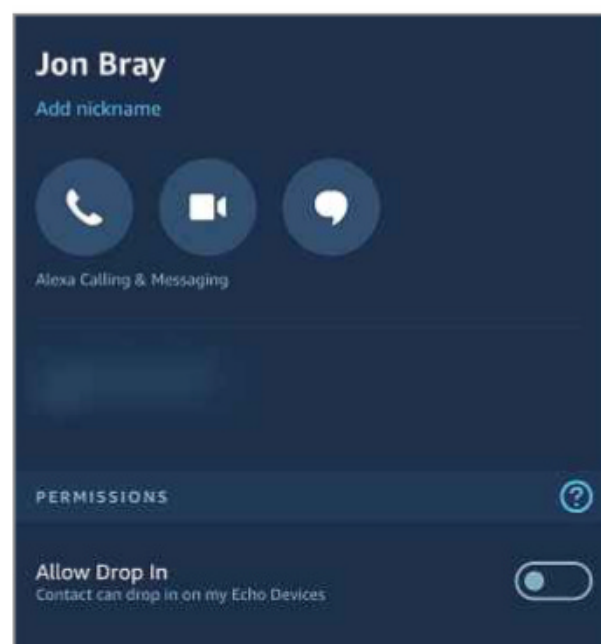 Jon Bray
Add nickname
Alexa Calling & Messaging
PERMISSIONS
?
Allow Drop In
Contact can drop in on my Echo Devices